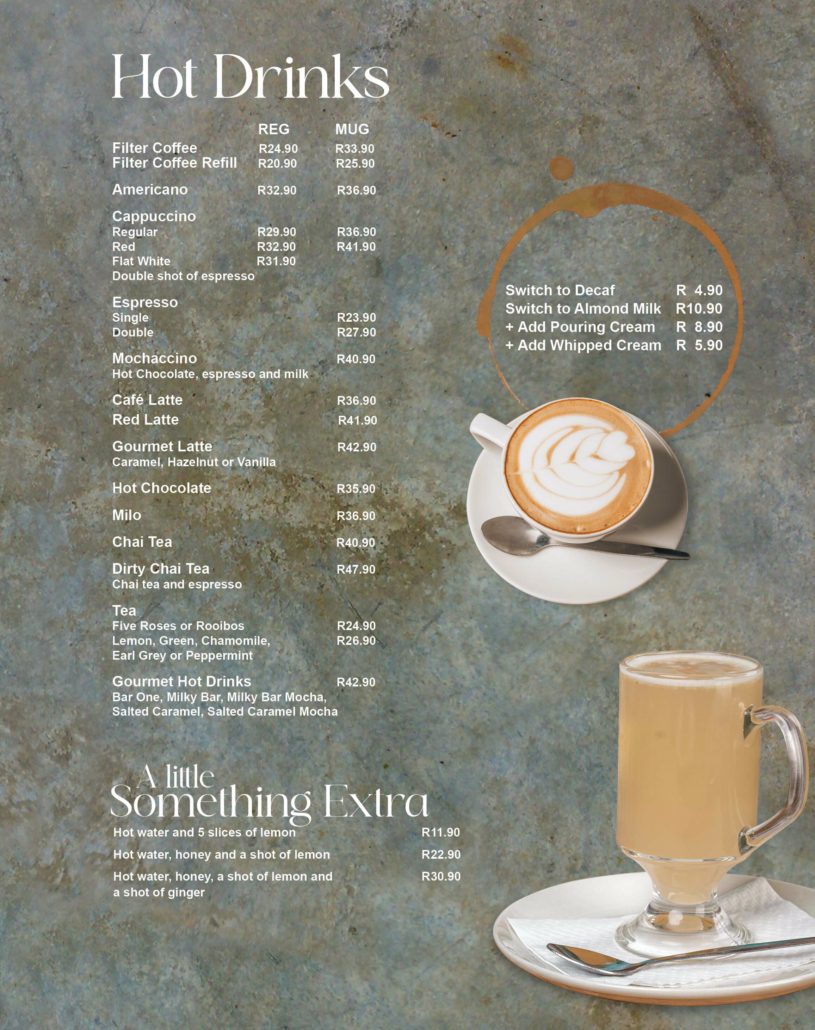 Hot Drinks
REG MUG
Filter Coffee R24.90 R33.90
Filter Coffee Refill R20.90 R25.90
Americano R32.90 R36.90
Cappuccino
Regular R29.90 R36.90
Red R32.90 R41.90
Flat White R31.90
Double shot of espresso
Espresso
Single R23.90
Double R27.90
Mochaccino R40.90
Hot Chocolate, espresso and milk
Café Latte R36.90
Red Latte R41.90
Gourmet Latte R42.90
Caramel, Hazelnut or Vanilla
Hot Chocolate R35.90
Milo R36.90
Chai Tea R40.90
Dirty Chai Tea R47.90
Chai tea and espresso
Tea
Five Roses or Rooibos R24.90
Lemon, Green, Chamomile, R26.90
Earl Grey or Peppermint
Gourmet Hot Drinks R42.90
Bar One, Milky Bar, Milky Bar Mocha,
Salted Caramel, Salted Caramel Mocha
Switch to Decaf R 4.90
Switch to Almond Milk R10.90
+ Add Pouring Cream R 8.90
+ Add Whipped Cream R 5.90
A little
Something Extra
Hot water and 5 slices of lemon R11.90
Hot water, honey and a shot of lemon R22.90
Hot water, honey, a shot of lemon and R30.90
a shot of ginger